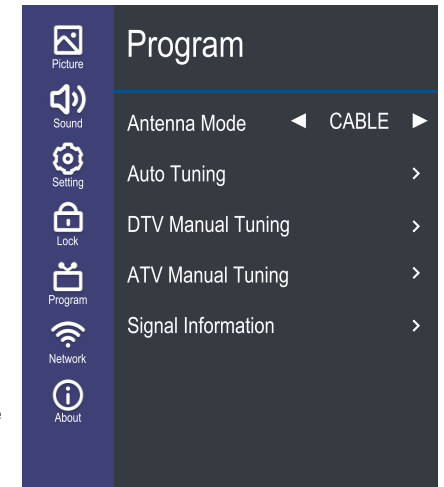 Program
Picture
Sound
Setting
Lock
Program
Network
About
Antenna Mode CABLE
Auto Tuning
DTV Manual Tuning
ATV Manual Tuning
Signal Information
e